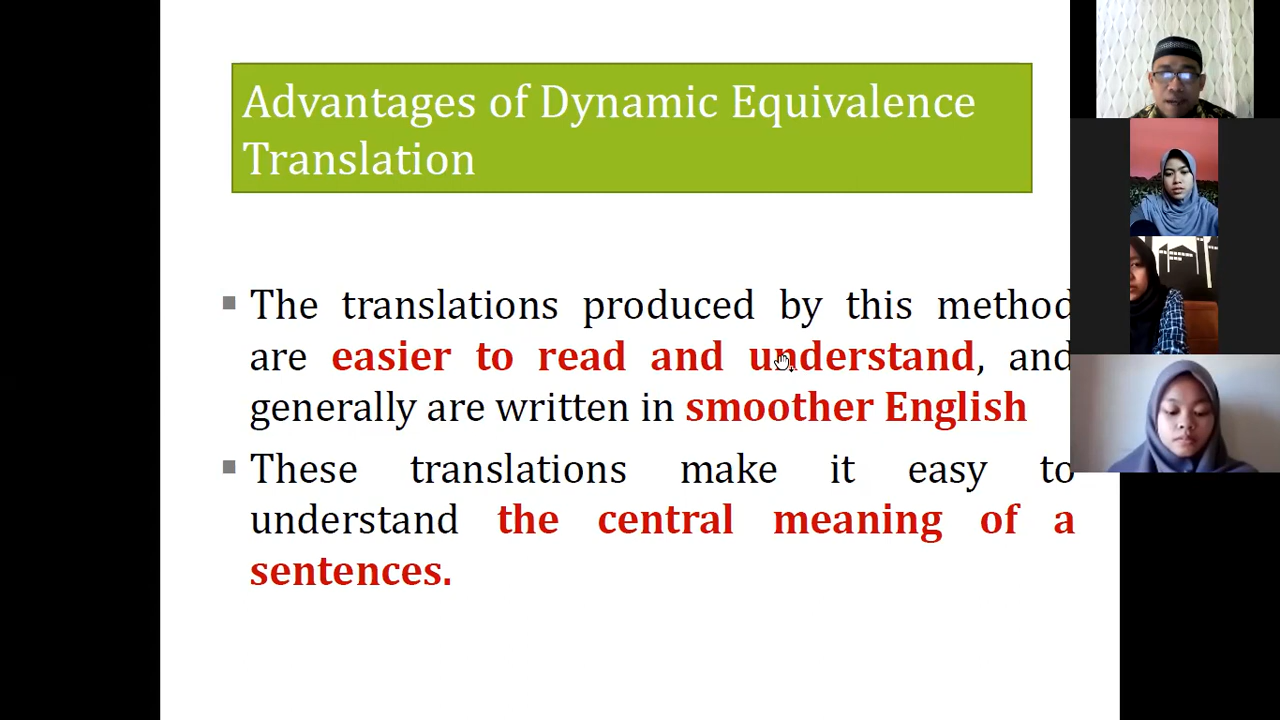 Advantages of Dynamic Equivalence
Translation
The translations produced by this method
are easier to read and understand, and
generally are written in smoother English
These translations make it easy to
understand the central meaning of a
sentences.